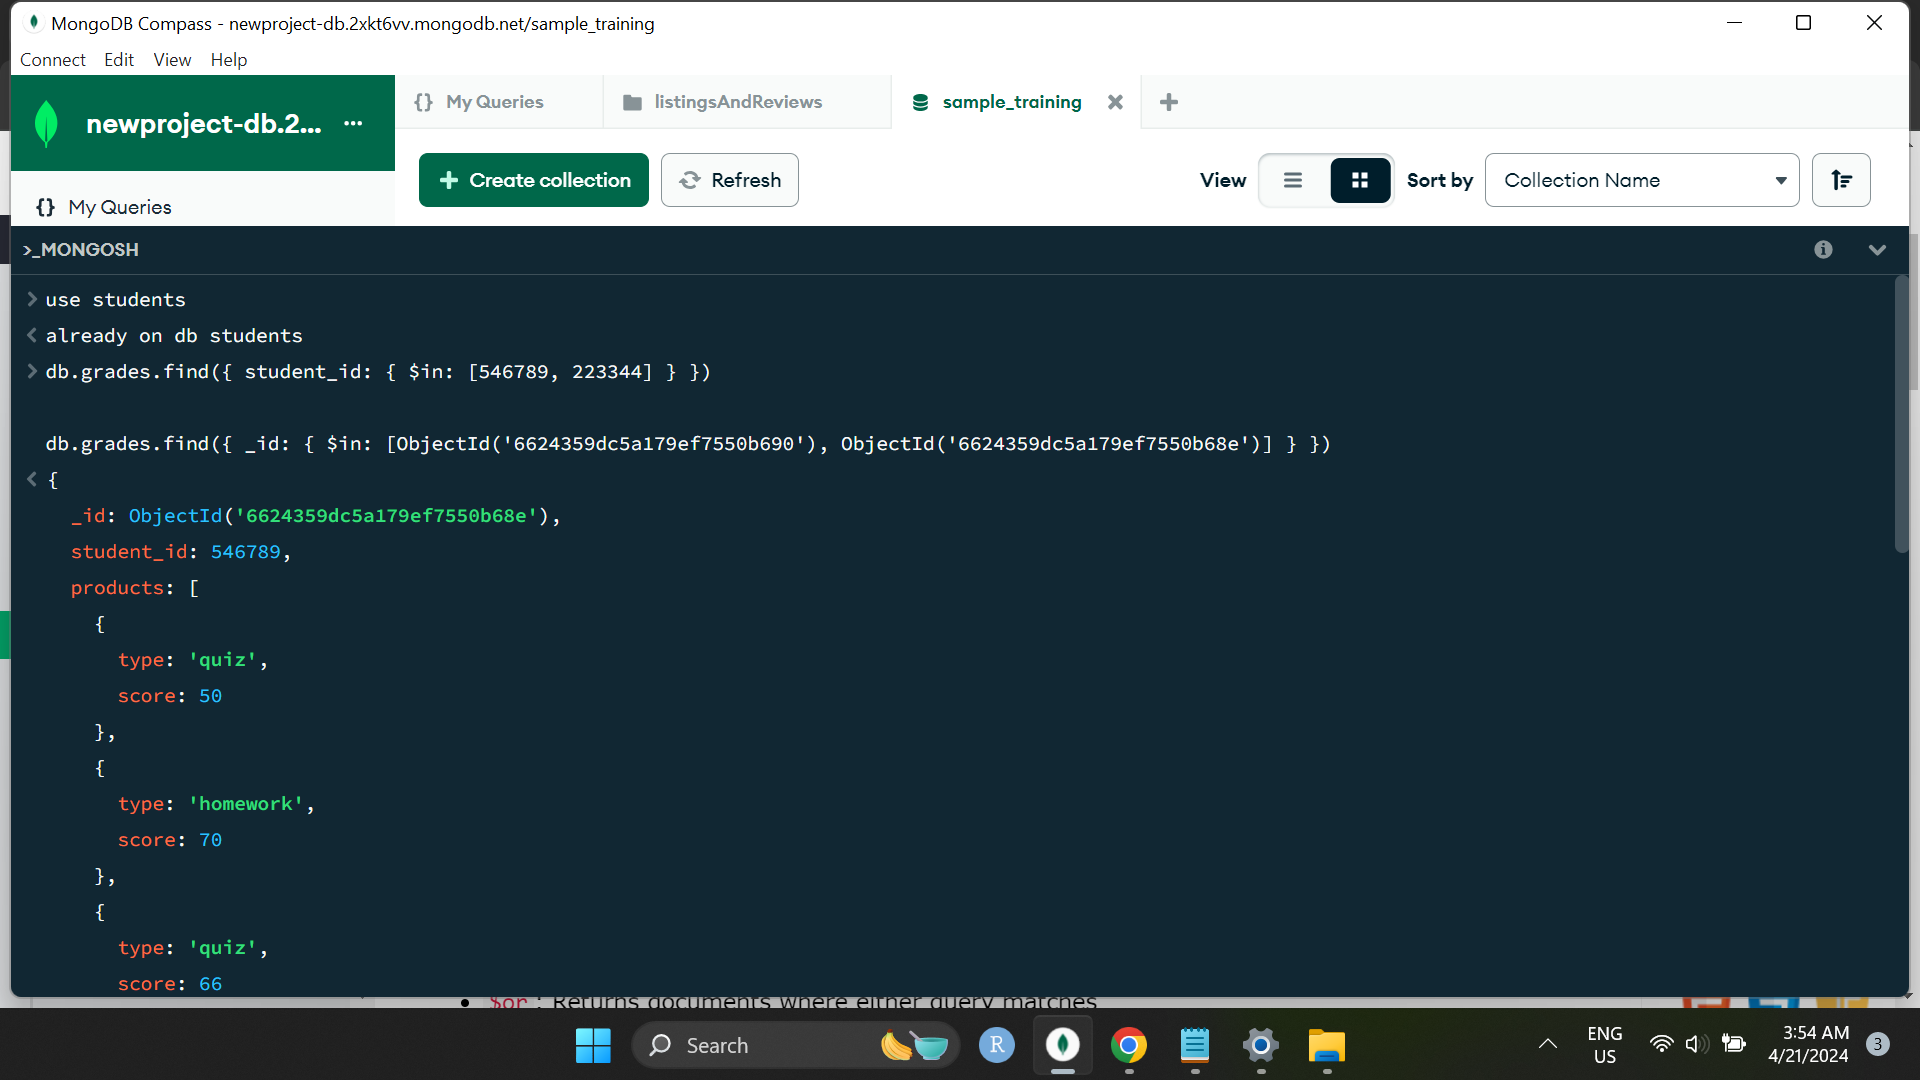 MongoDB Compass - newproject-db.2xkt6vv.mongodb.net/sample_training
Connect Edit View Help
newproject-db.2... ...
{} My Queries
listingsAndReviews
sample_training
+ Create collection
Refresh
View
Sort by
Collection Name
{} My Queries
>_MONGOSH
> use students
< already on db students
> db.grades.find({ student_id: { $in: [546789, 223344] } })
db.grades.find({ _id: { $in: [ObjectId('6624359dc5a179ef7550b690'), ObjectId('6624359dc5a179ef7550b68e')] } })
< {
_id: ObjectId('6624359dc5a179ef7550b68e'),
student_id: 546789,
products: [
{
type: 'quiz',
score: 50
},
{
type: 'homework',
score: 70
},
{
type: 'quiz',
score: 66
$or : Returns documents where either query matches
Search
R
ENG
US
3:54 AM
4/21/2024
3